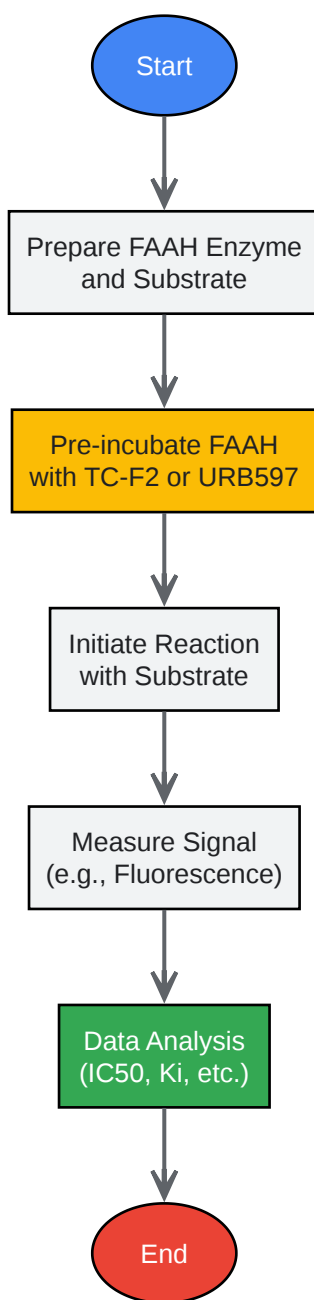 Start
Prepare FAAH Enzyme
and Substrate
Pre-incubate FAAH
with TC-F2 or URB597
Initiate Reaction
with Substrate
Measure Signal
(e.g., Fluorescence)
Data Analysis
(IC50, Ki, etc.)
End